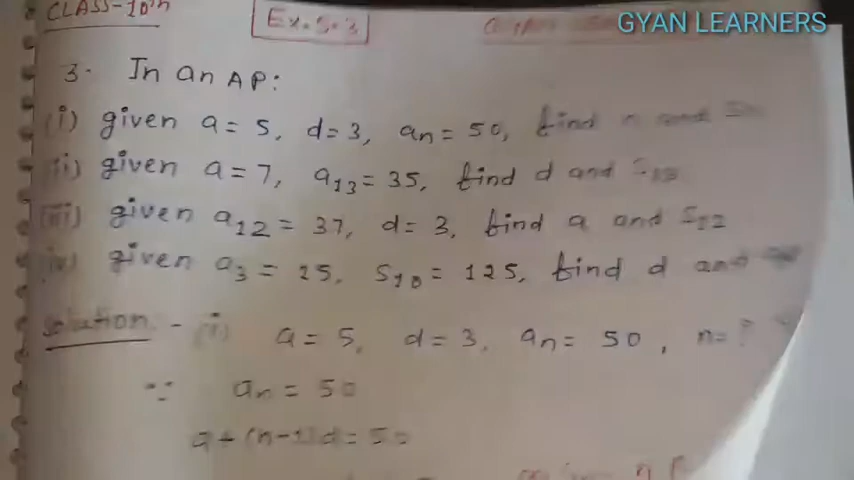 CLASS-10th
Ex. 5.3
GYAN LEARNERS
3. In an AP:
(i) given a = 5, d = 3, an = 50, find n and
(ii) given a = 7, a13 = 35, find d and S13
(iii) given a12 = 37, d = 3, find a and S12
(iv) given a3 = 15, S10 = 125, find d and
Solution:- (i) a = 5, d = 3, an = 50, n = ?
∵ an = 50
a + (n-1)d = 50